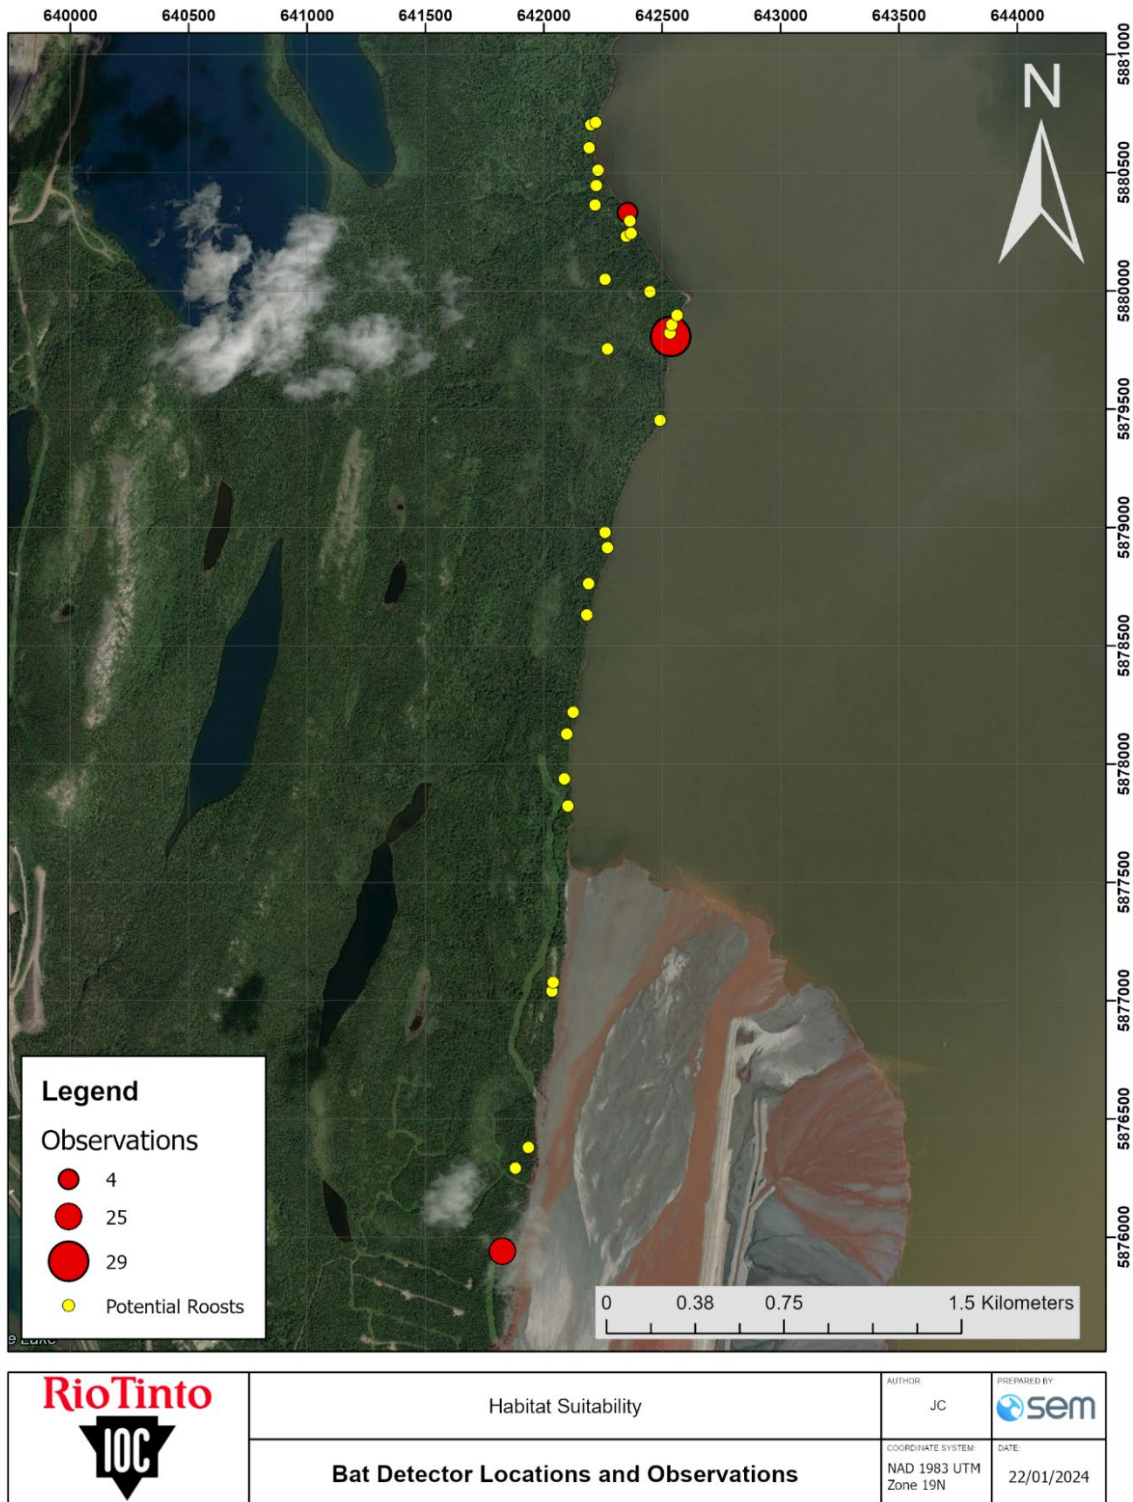 640000 640500 641000 641500 642000 642500 643000 643500 644000
5881000
5880500
5880000
5879500
5879000
5878500
5878000
5877500
5877000
5876500
5876000
N
Legend
Observations
4
25
29
Potential Roosts
e Lake
0 0.38 0.75 1.5 Kilometers
RioTinto
IOC
Habitat Suitability
Bat Detector Locations and Observations
AUTHOR:
JC
PREPARED BY
sem
COORDINATE SYSTEM:
NAD 1983 UTM
Zone 19N
DATE:
22/01/2024